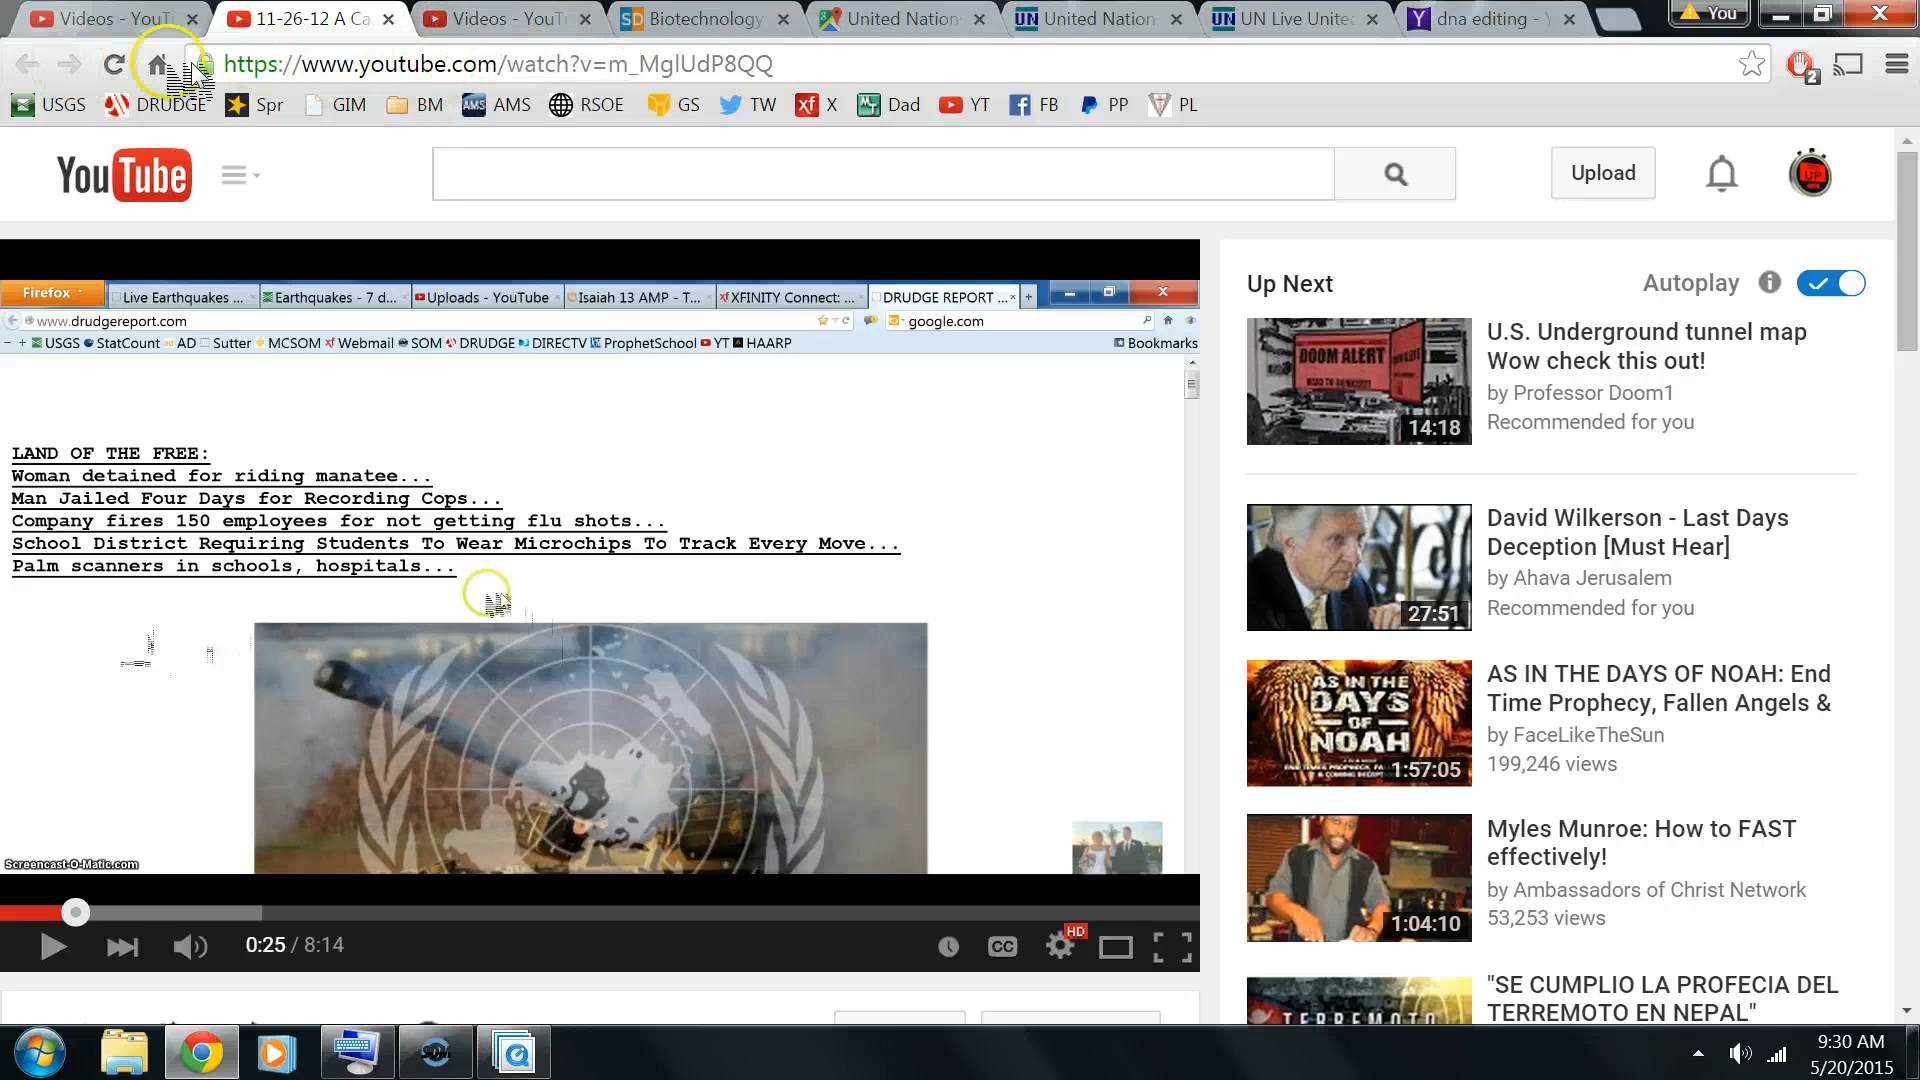 Videos - YouTu
11-26-12 A Ca
Videos - YouT
Biotechnology
United Nation
United Nation
UN Live Unite
dna editing - Y
You
https://www.youtube.com/watch?v=m_MglUdP8QQ
2
USGS
DRUDGE
Spr
GIM
BM
AMS
RSOE
GS
TW
X
Dad
YT
FB
PP
PL
YouTube
Upload
UP
Firefox
Live Earthquakes ...
Earthquakes - 7 d...
Uploads - YouTube
Isaiah 13 AMP - T...
XFINITY Connect: ...
DRUDGE REPORT ...
www.drudgereport.com
google.com
USGS StatCount AD Sutter MCSOM Webmail SOM DRUDGE DIRECTV ProphetSchool YT HAARP
Bookmarks
LAND OF THE FREE:
Woman detained for riding manatee...
Man Jailed Four Days for Recording Cops...
Company fires 150 employees for not getting flu shots...
School District Requiring Students To Wear Microchips To Track Every Move...
Palm scanners in schools, hospitals...
Screencast-O-Matic.com
0:25 / 8:14
CC
HD
Up Next
Autoplay
DOOM ALERT
14:18
U.S. Underground tunnel map
Wow check this out!
by Professor Doom1
Recommended for you
27:51
David Wilkerson - Last Days
Deception [Must Hear]
by Ahava Jerusalem
Recommended for you
AS IN THE
DAYS
OF
NOAH
1:57:05
AS IN THE DAYS OF NOAH: End
Time Prophecy, Fallen Angels &
by FaceLikeTheSun
199,246 views
1:04:10
Myles Munroe: How to FAST
effectively!
by Ambassadors of Christ Network
53,253 views
TERREMOTO
"SE CUMPLIO LA PROFECIA DEL
TERREMOTO EN NEPAL"
9:30 AM
5/20/2015